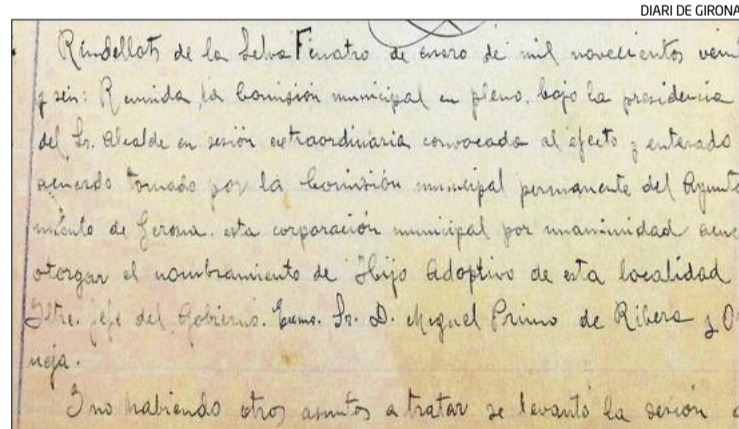 DIARI DE GIRONA
Riudellots de la Selva cuatro de enero de mil novecientos vein
y seis: Reunida la Comisión municipal en pleno, bajo la presidencia
del Sr. Alcalde en sesión extraordinaria convocada al efecto y enterado
acuerdo tomado por la Comisión municipal permanente del Ayunta
miento de Gerona, esta corporación municipal por unanimidad acue
otorgar el nombramiento de Hijo Adoptivo de esta localidad
Iltre. Jefe del Gobierno. Exmo. Sr. D. Miguel Primo de Ribera y O
neja.
I no habiendo otros asuntos a tratar se levantó la sesión